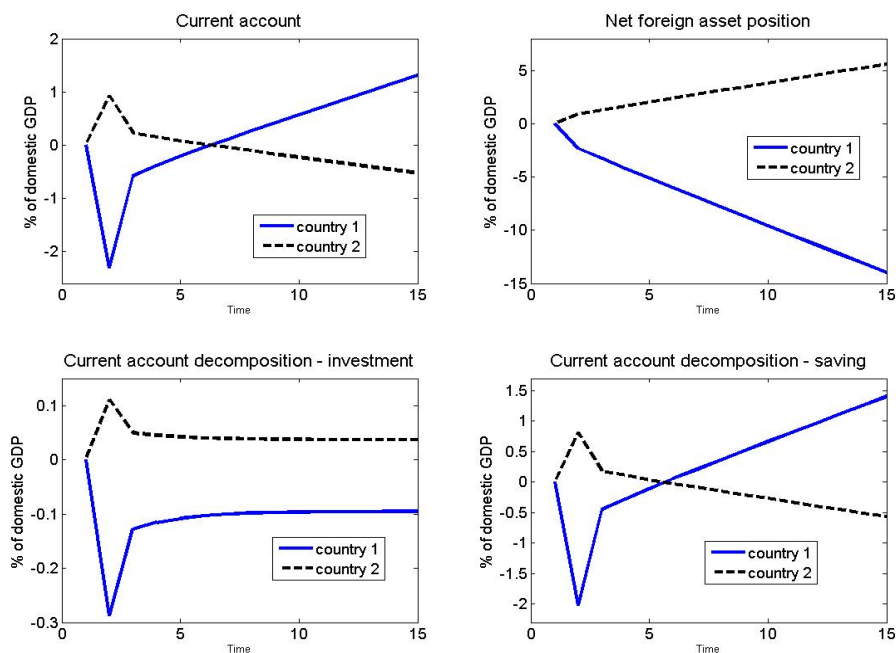 Current account
% of domestic GDP
2
1
0
-1
-2
0
5
10
15
Time
country 1
country 2
Net foreign asset position
% of domestic GDP
5
0
-5
-10
-15
0
5
10
15
Time
country 1
country 2
Current account decomposition - investment
% of domestic GDP
0.1
0
-0.1
-0.2
-0.3
0
5
10
15
Time
country 1
country 2
Current account decomposition - saving
% of domestic GDP
1.5
1
0.5
0
-0.5
-1
-1.5
-2
0
5
10
15
Time
country 1
country 2